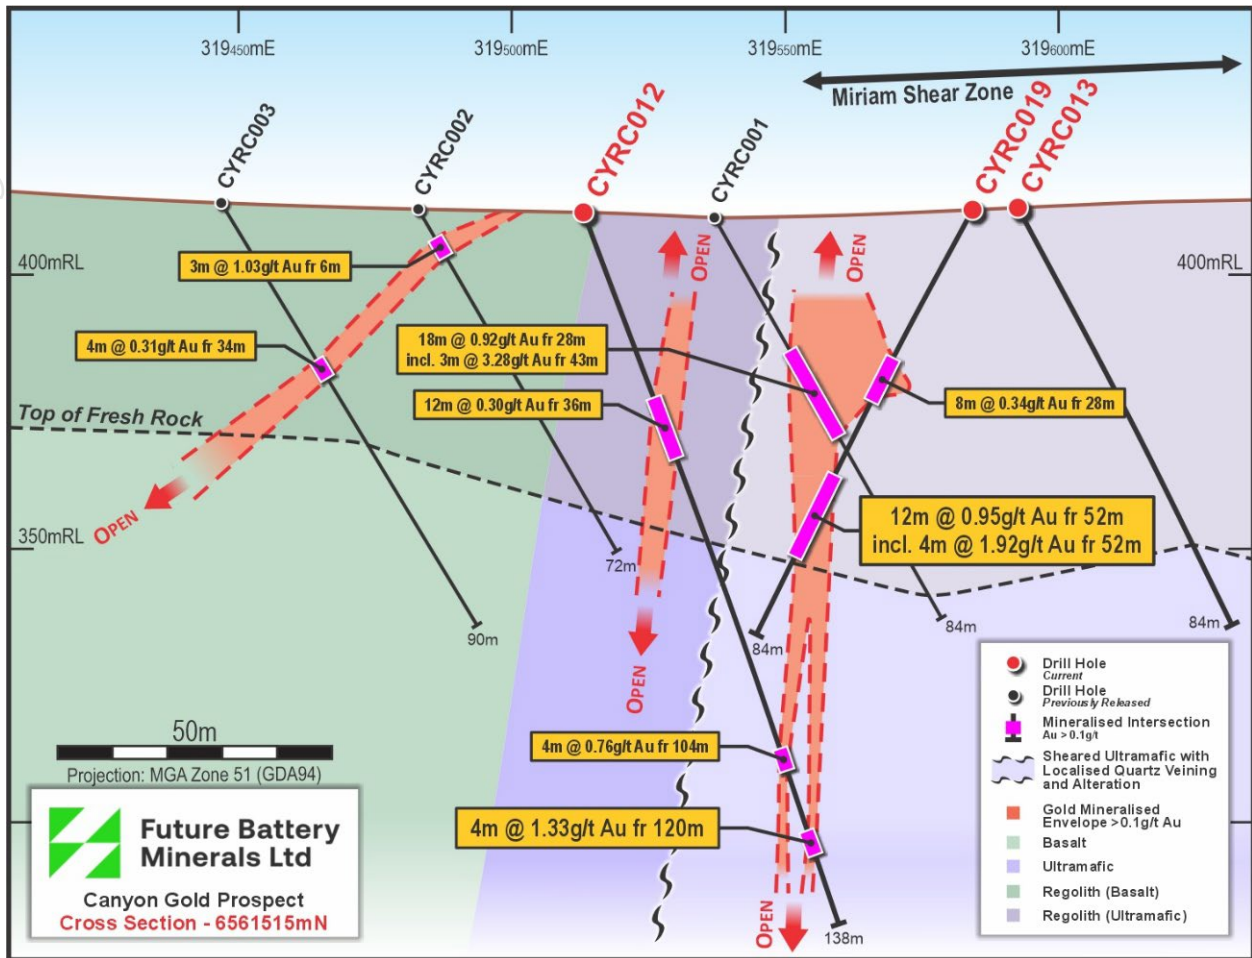 319450mE
319500mE
319550mE
319600mE
Miriam Shear Zone
CYRC003
CYRC002
CYRC012
CYRC001
CYRC019
CYRC013
400mRL
400mRL
OPEN
OPEN
3m @ 1.03g/t Au fr 6m
4m @ 0.31g/t Au fr 34m
18m @ 0.92g/t Au fr 28m
incl. 3m @ 3.28g/t Au fr 43m
12m @ 0.30g/t Au fr 36m
8m @ 0.34g/t Au fr 28m
Top of Fresh Rock
OPEN
12m @ 0.95g/t Au fr 52m
incl. 4m @ 1.92g/t Au fr 52m
350mRL
72m
90m
84m
84m
84m
OPEN
4m @ 0.76g/t Au fr 104m
4m @ 1.33g/t Au fr 120m
OPEN
138m
50m
Projection: MGA Zone 51 (GDA94)
Future Battery
Minerals Ltd
Canyon Gold Prospect
Cross Section - 6561515mN
Drill Hole
Current
Drill Hole
Previously Released
Mineralised Intersection
Au >0.1g/t
Sheared Ultramafic with
Localised Quartz Veining
and Alteration
Gold Mineralised
Envelope >0.1g/t Au
Basalt
Ultramafic
Regolith (Basalt)
Regolith (Ultramafic)